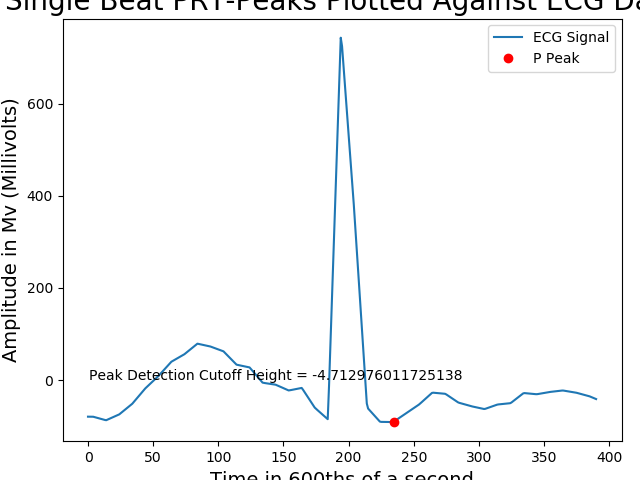 Single Beat PRT-Peaks Plotted Against ECG Da
ECG Signal
P Peak
Amplitude in Mv (Millivolts)
600
400
200
0
Peak Detection Cutoff Height = -4.712976011725138
0 50 100 150 200 250 300 350 400
Time in 600ths of a second